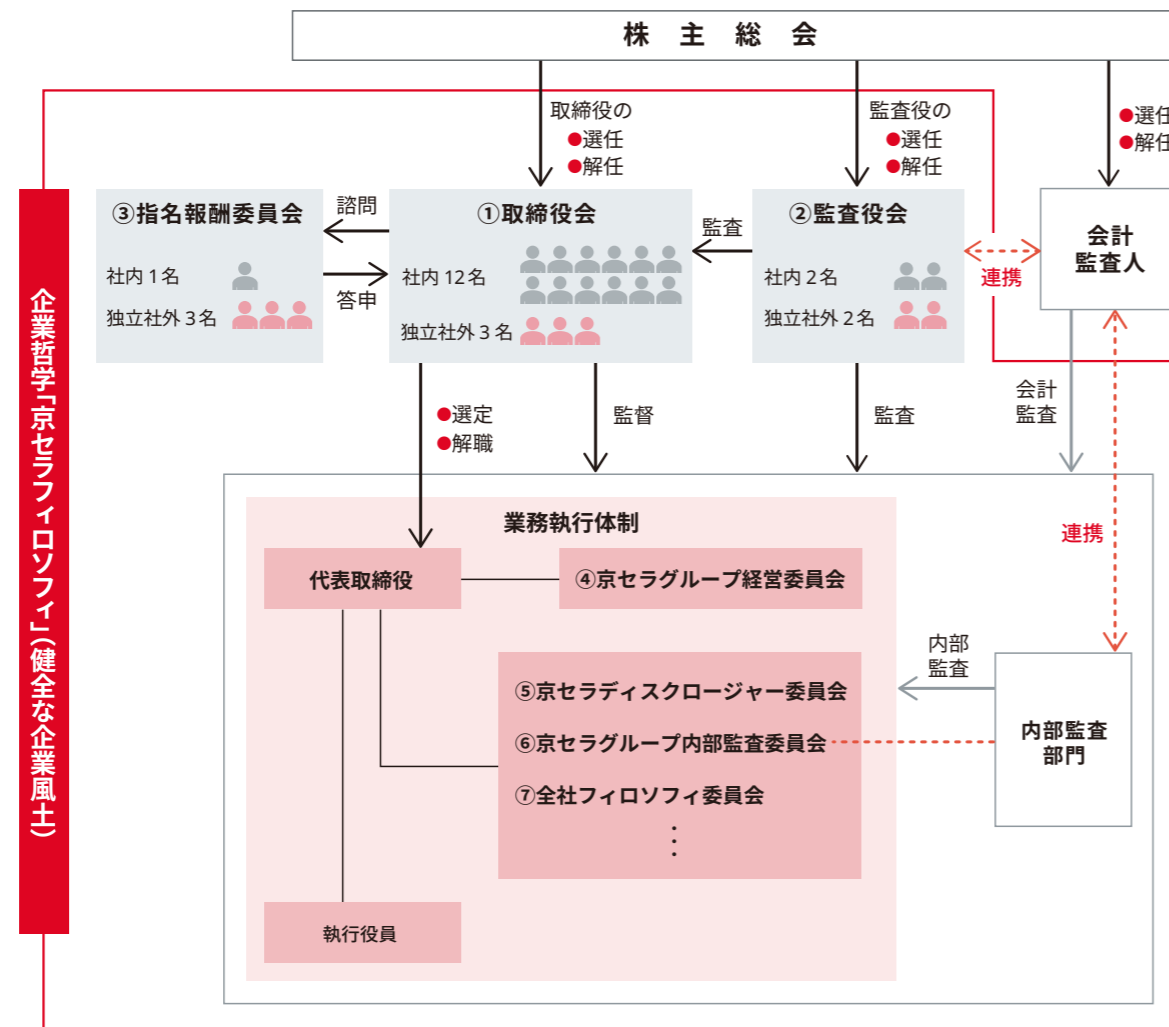 株主総会
取締役の
●選任
●解任
監査役の
●選任
●解任
●選任
●解任
企業哲学「京セラフィロソフィ」（健全な企業風土）
③指名報酬委員会
社内1名
独立社外3名
諮問
答申
①取締役会
社内12名
独立社外3名
監査
②監査役会
社内2名
独立社外2名
連携
会計
監査人
●選定
●解職
監督
監査
会計
監査
業務執行体制
代表取締役
④京セラグループ経営委員会
連携
⑤京セラディスクロージャー委員会
⑥京セラグループ内部監査委員会
⑦全社フィロソフィ委員会
⋮
内部
監査
内部監査
部門
執行役員